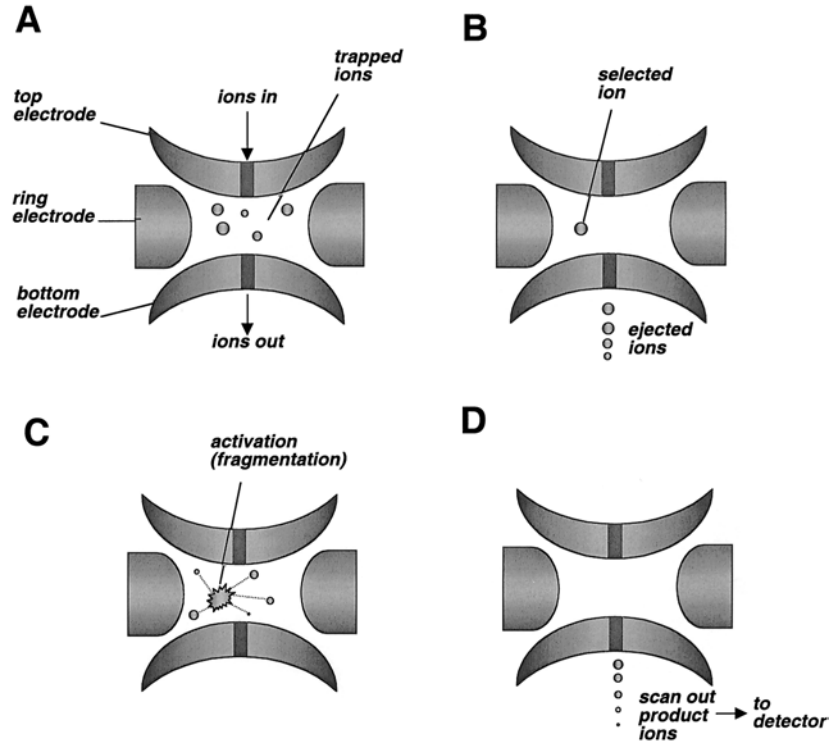 A
B
trapped
ions
ions in
top
electrode
ring
electrode
bottom
electrode
ions out
selected
ion
ejected
ions
C
D
activation
(fragmentation)
scan out
product
ions
to
detector